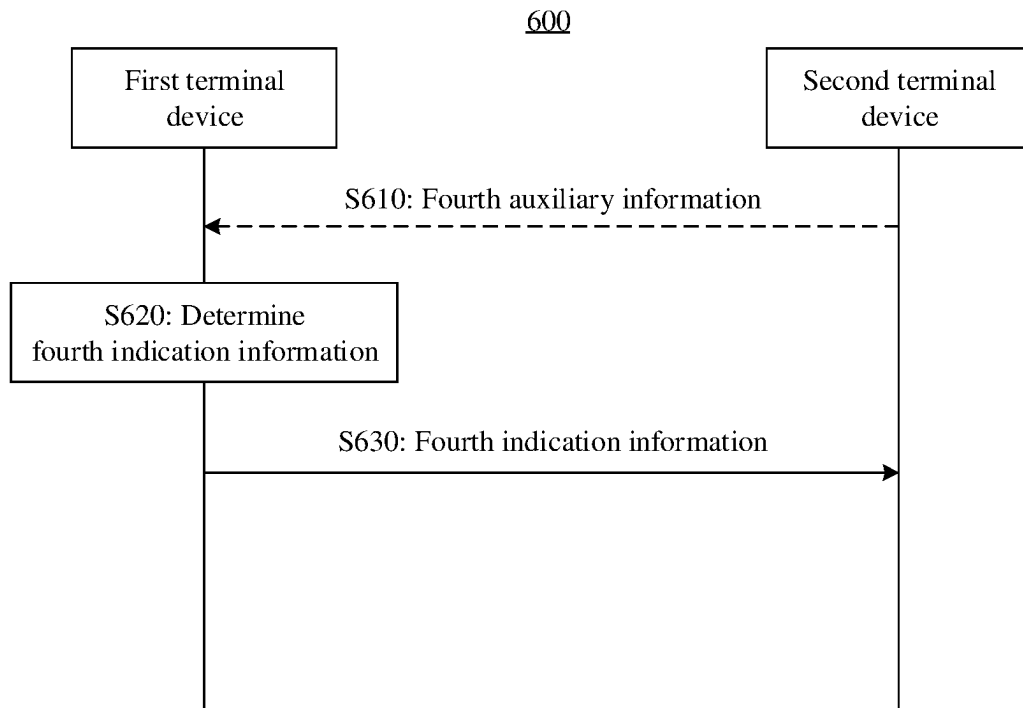 600
First terminal
device
Second terminal
device
S610: Fourth auxiliary information
S620: Determine
fourth indication information
S630: Fourth indication information